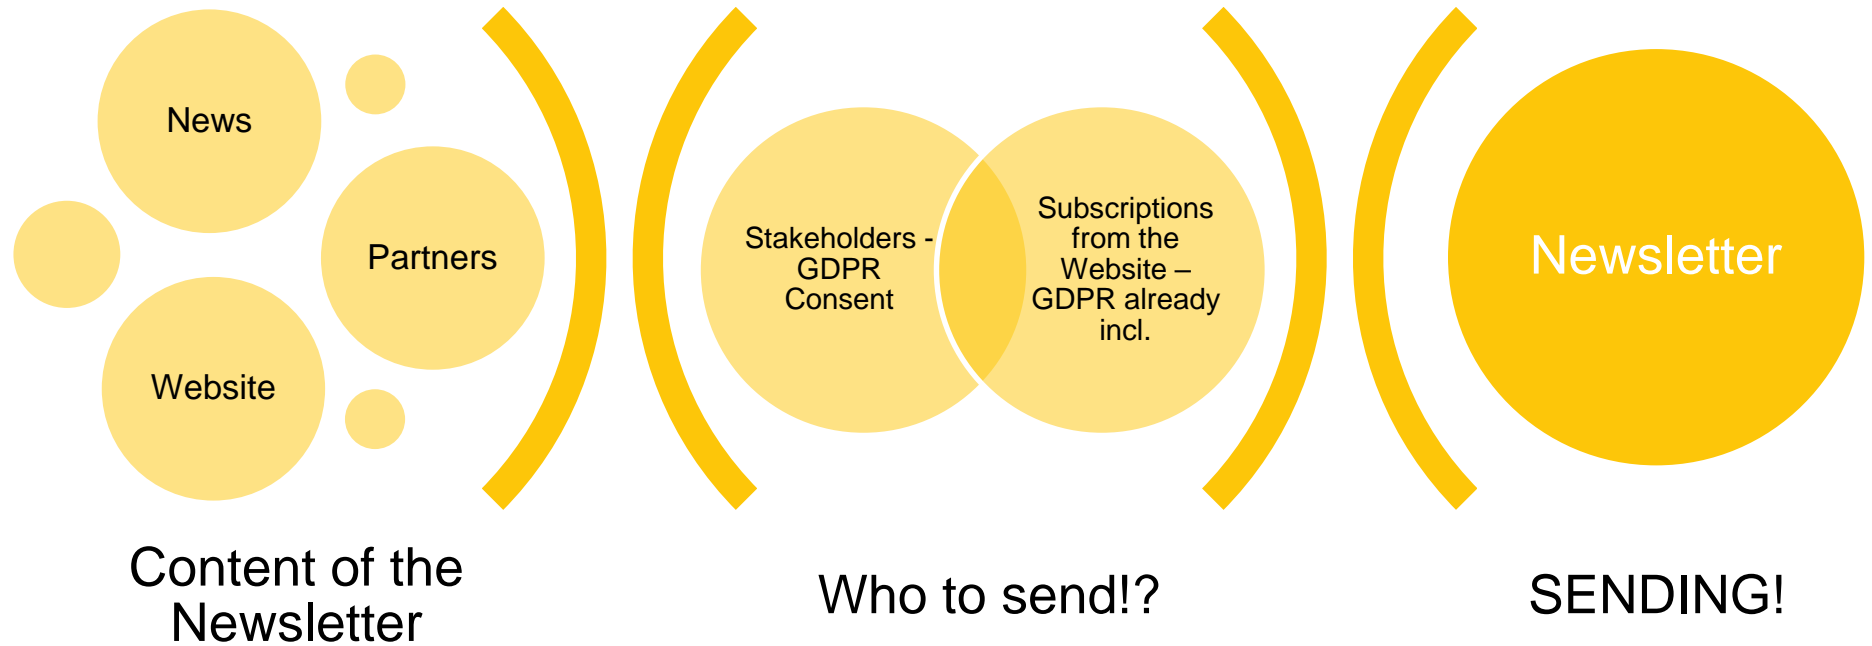 News
Partners
Website
Content of the
Newsletter
Stakeholders -
GDPR
Consent
Subscriptions
from the
Website –
GDPR already
incl.
Who to send!?
Newsletter
SENDING!